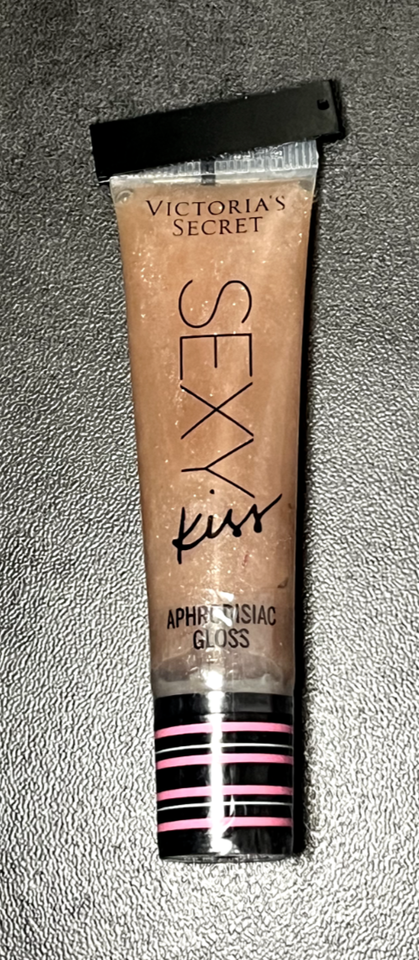 VICTORIA'S
SECRET
SEXY
kiss
APHRODISIAC
GLOSS